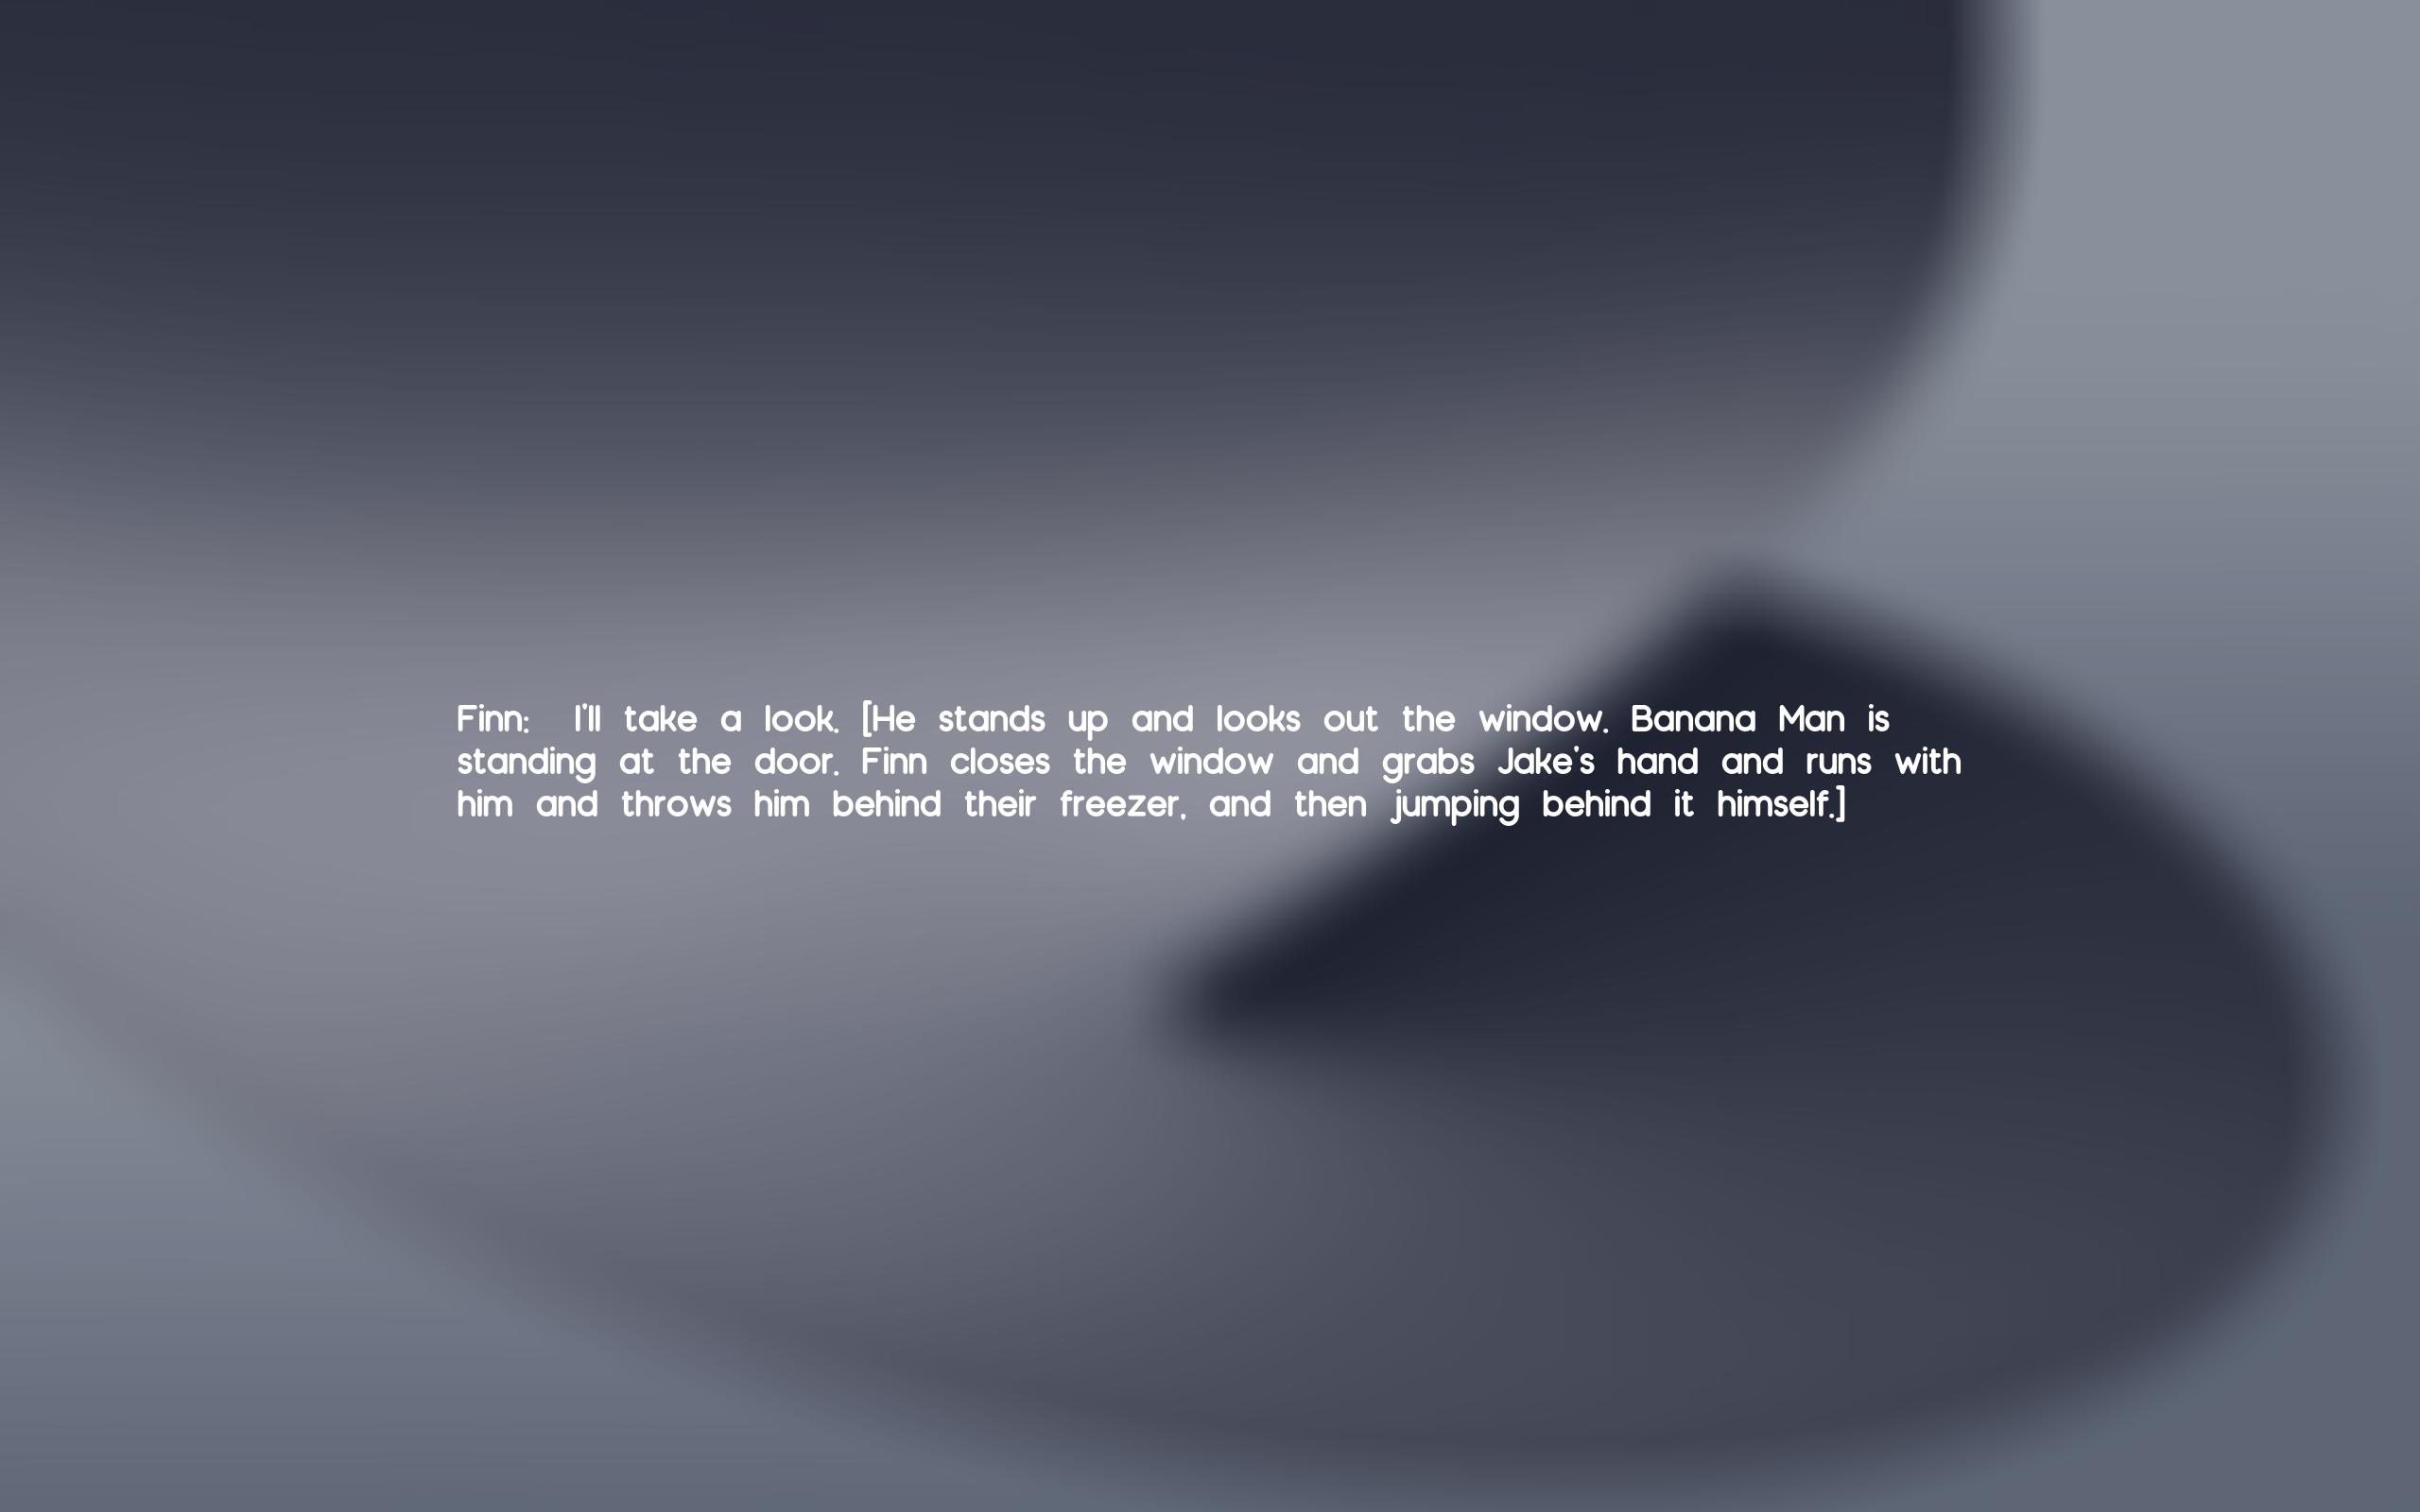 Finn: I'll take a look. [He stands up and looks out the window. Banana Man is
standing at the door. Finn closes the window and grabs Jake's hand and runs with
him and throws him behind their freezer, and then jumping behind it himself.]